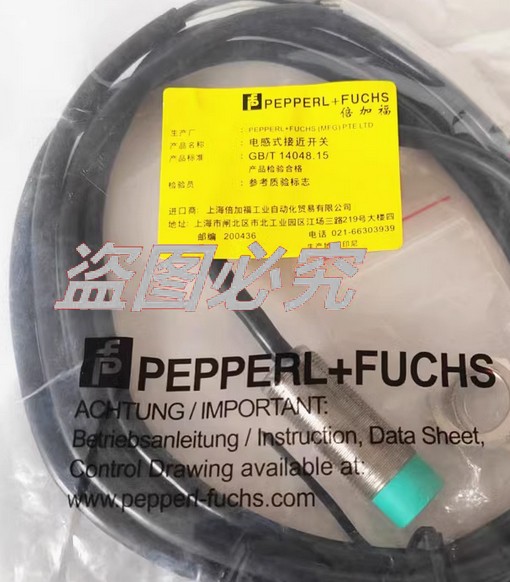 PEPPERL+FUCHS
倍加福
生产厂 : PEPPERL+FUCHS (MFG) PTE LTD
产品名称 : 电感式接近开关
产品标准 : GB/T 14048.15
产品检验合格
检验员 : 参考质验标志
进口商: 上海倍加福工业自动化贸易有限公司
地址: 上海市闸北区市北工业园区江场三路219号大楼四
邮编 200436 电话 021-66303939
盗图必究
PEPPERL+FUCHS
ACHTUNG / IMPORTANT:
Betriebsanleitung / Instruction, Data Sheet,
Control Drawing available at:
www.pepperl-fuchs.com